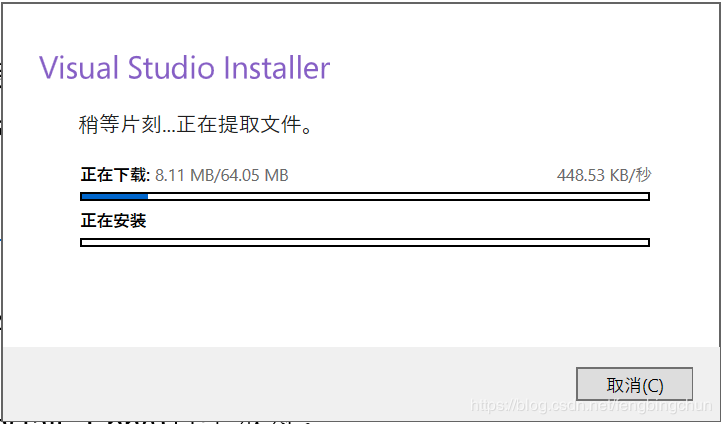 Visual Studio Installer
稍等片刻...正在提取文件。
正在下载: 8.11 MB/64.05 MB 448.53 KB/秒
正在安装
取消(C)
https://blog.csdn.net/fengbingchun